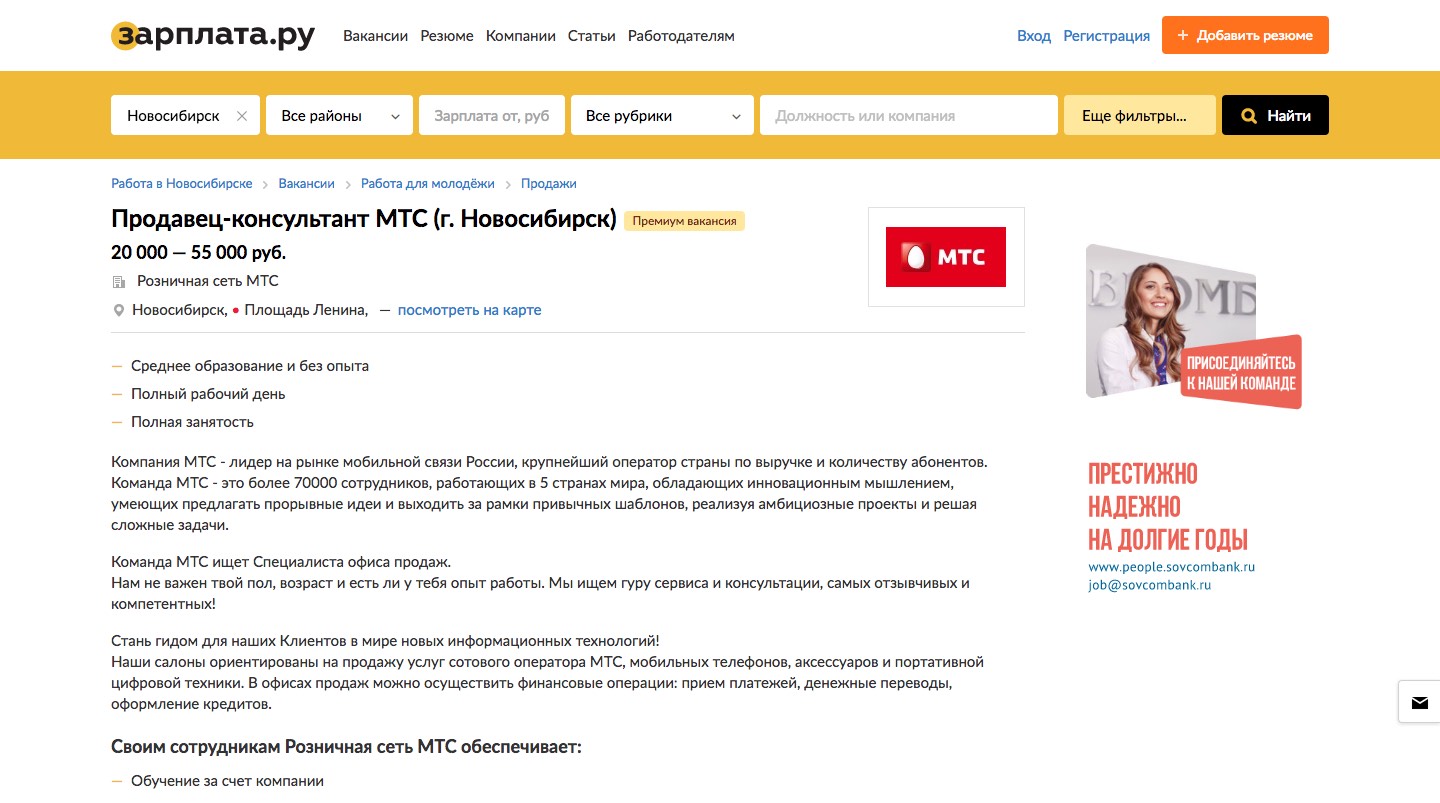 зарплата.ру
Вакансии Резюме Компании Статьи Работодателям
Вход Регистрация + Добавить резюме
Новосибирск Все районы Зарплата от, руб Все рубрики Должность или компания Еще фильтры... Найти
Работа в Новосибирске > Вакансии > Работа для молодёжи > Продажи
Продавец-консультант МТС (г. Новосибирск) Премиум вакансия
20 000 — 55 000 руб.
Розничная сеть МТС
Новосибирск, • Площадь Ленина, — посмотреть на карте
МТС
— Среднее образование и без опыта
— Полный рабочий день
— Полная занятость
Компания МТС - лидер на рынке мобильной связи России, крупнейший оператор страны по выручке и количеству абонентов.
Команда МТС - это более 70000 сотрудников, работающих в 5 странах мира, обладающих инновационным мышлением,
умеющих предлагать прорывные идеи и выходить за рамки привычных шаблонов, реализуя амбициозные проекты и решая
сложные задачи.
Команда МТС ищет Специалиста офиса продаж.
Нам не важен твой пол, возраст и есть ли у тебя опыт работы. Мы ищем гуру сервиса и консультации, самых отзывчивых и
компетентных!
Стань гидом для наших Клиентов в мире новых информационных технологий!
Наши салоны ориентированы на продажу услуг сотового оператора МТС, мобильных телефонов, аксессуаров и портативной
цифровой техники. В офисах продаж можно осуществить финансовые операции: прием платежей, денежные переводы,
оформление кредитов.
Своим сотрудникам Розничная сеть МТС обеспечивает:
— Обучение за счет компании
ПРИСОЕДИНЯЙТЕСЬ
К НАШЕЙ КОМАНДЕ
ПРЕСТИЖНО
НАДЕЖНО
НА ДОЛГИЕ ГОДЫ
www.people.sovcombank.ru
job@sovcombank.ru